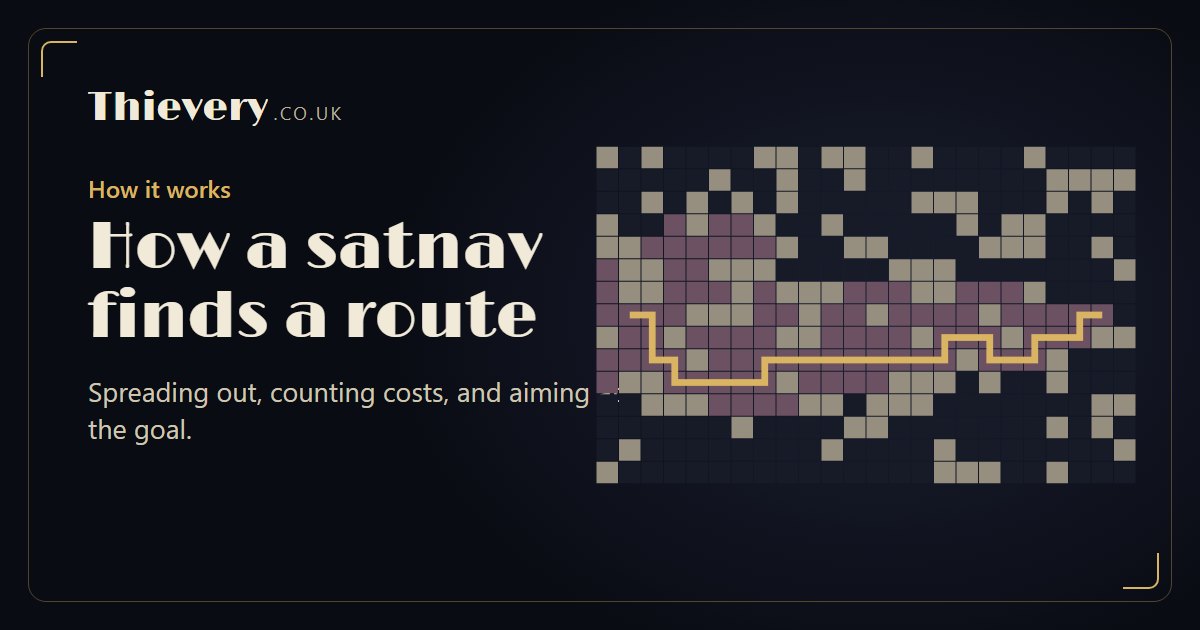 Thievery.CO.UK
How it works
How a satnav
finds a route
Spreading out, counting costs, and aiming
the goal.